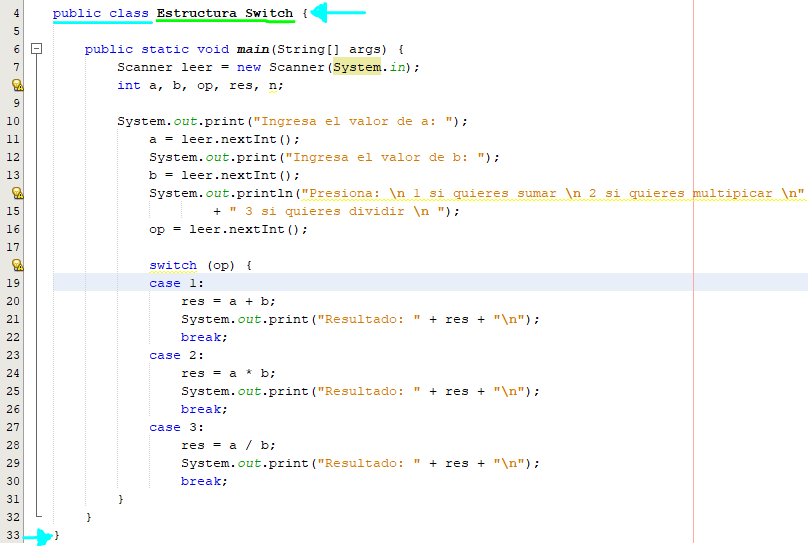 4 public class Estructura Switch {
5
6 public static void main(String[] args) {
7 Scanner leer = new Scanner(System.in);
int a, b, op, res, n;
9
10 System.out.print("Ingresa el valor de a: ");
11 a = leer.nextInt();
12 System.out.print("Ingresa el valor de b: ");
13 b = leer.nextInt();
System.out.println("Presiona: \n 1 si quieres sumar \n 2 si quieres multipicar \n"
15 + " 3 si quieres dividir \n ");
16 op = leer.nextInt();
17
switch (op) {
19 case 1:
20 res = a + b;
21 System.out.print("Resultado: " + res + "\n");
22 break;
23 case 2:
24 res = a * b;
25 System.out.print("Resultado: " + res + "\n");
26 break;
27 case 3:
28 res = a / b;
29 System.out.print("Resultado: " + res + "\n");
30 break;
31 }
32 }
33 }